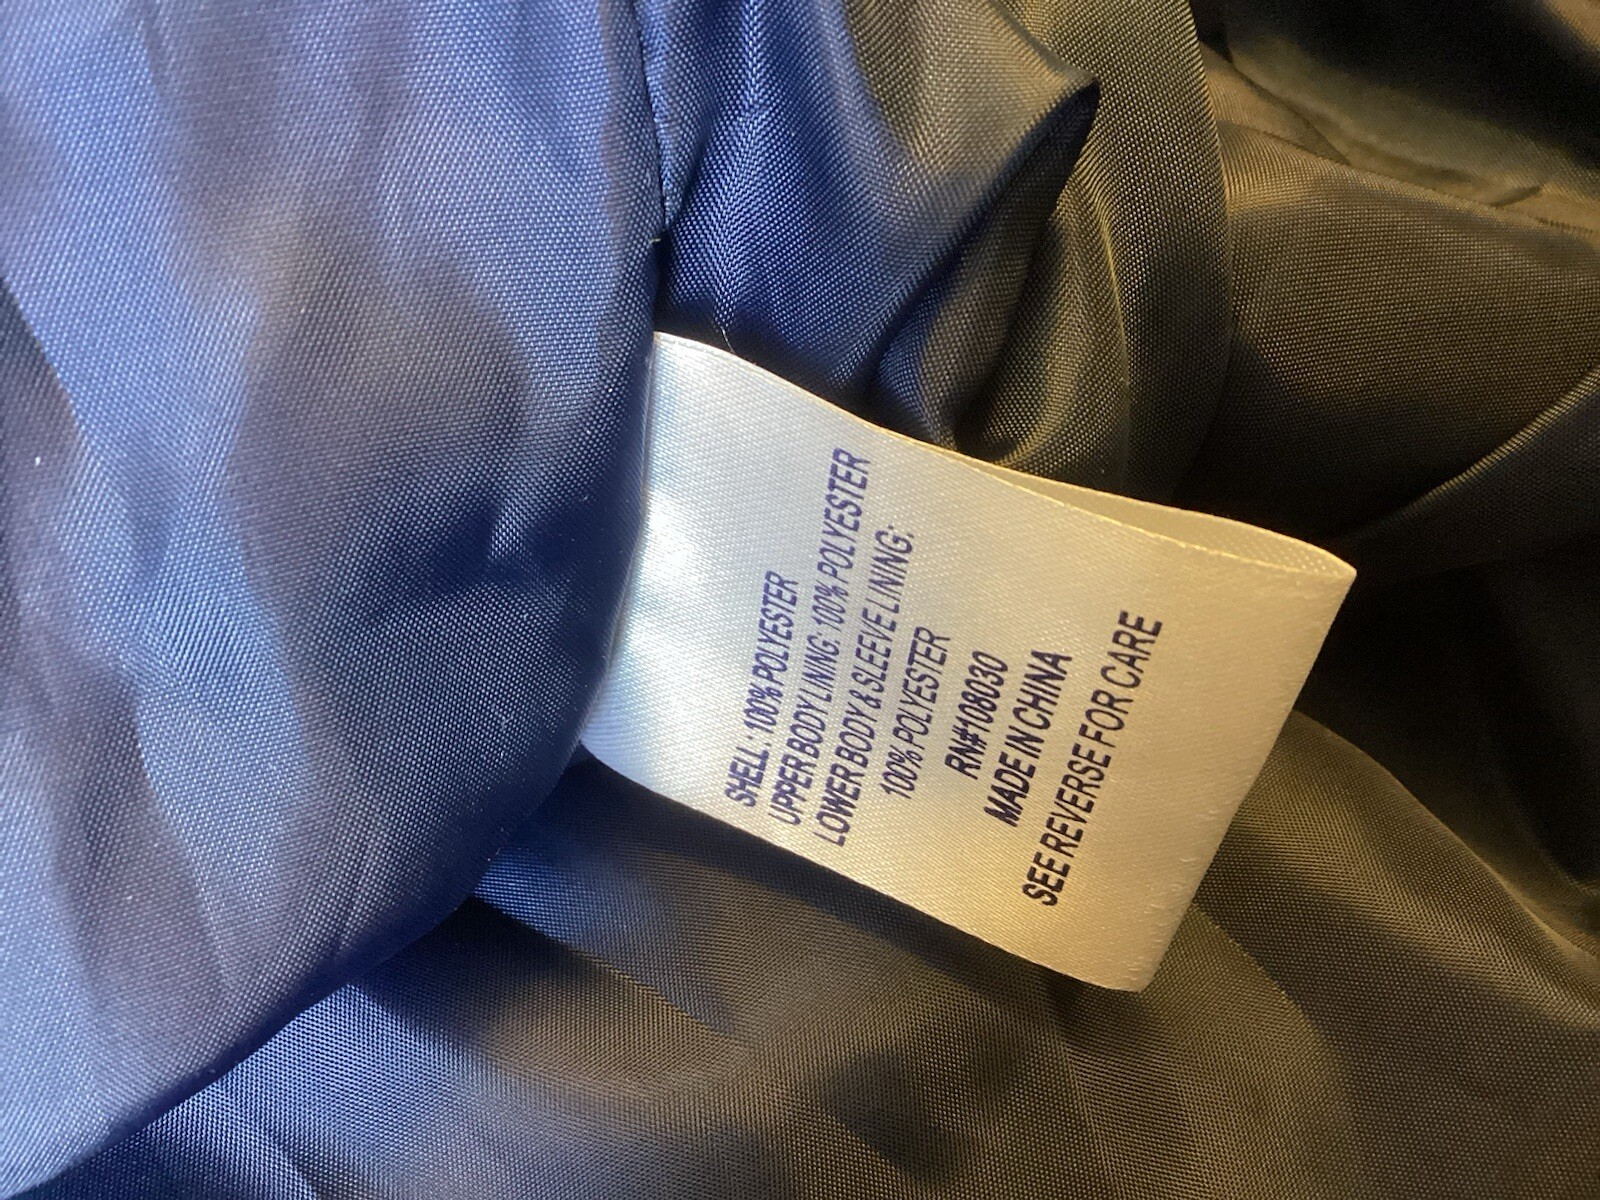 SHELL : 100% POLYESTER
UPPER BODY LINING: 100% POLYESTER
LOWER BODY & SLEEVE LINING:
100% POLYESTER
RN#108030
MADE IN CHINA
SEE REVERSE FOR CARE